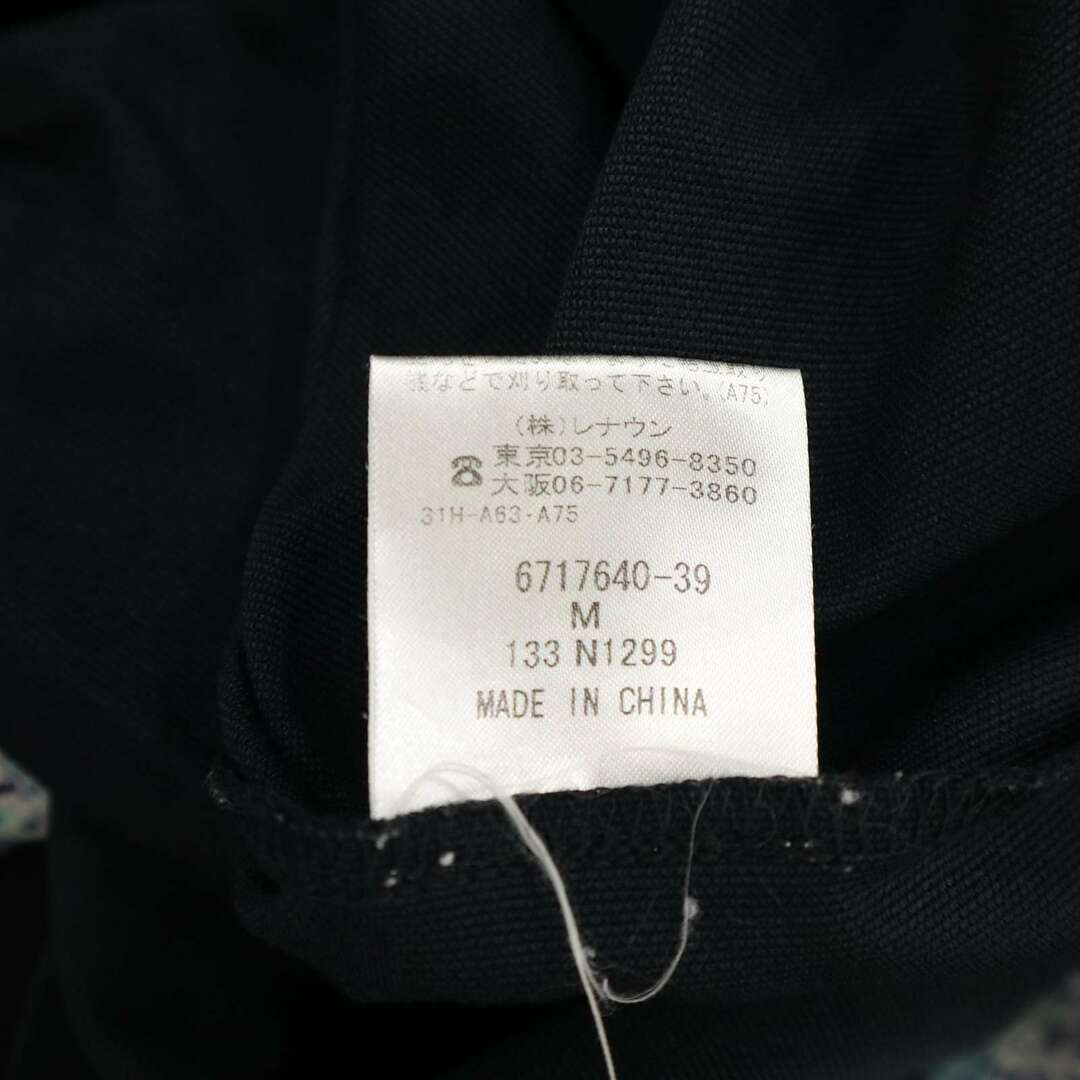 などで刈り取って下さい。(A75)
(株)レナウン
☎東京03-5496-8350
大阪06-7177-3860
31H-A63・A75
6717640-39
M
133 N1299
MADE IN CHINA